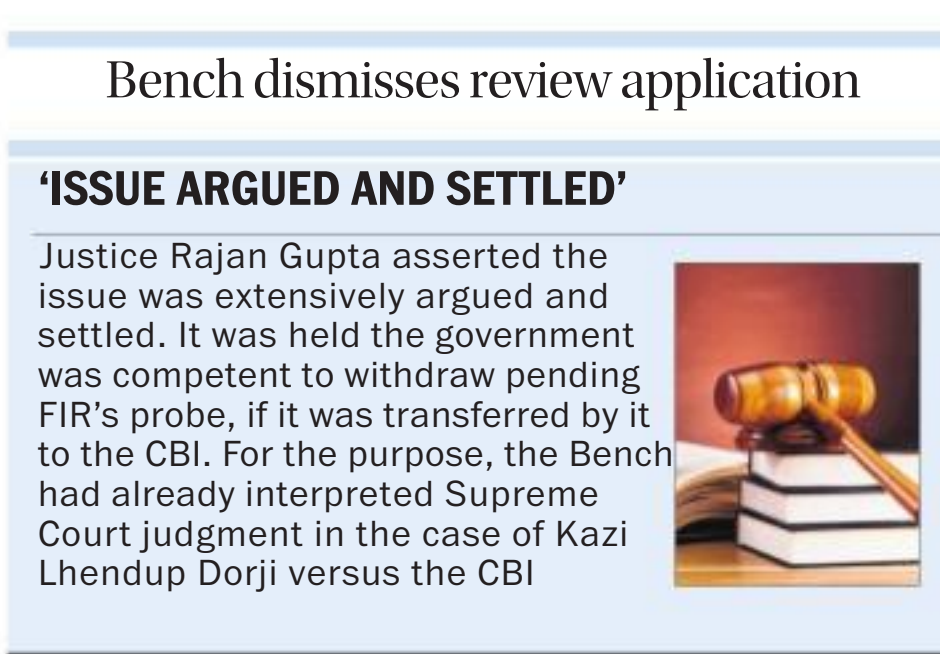 Bench dismisses review application
‘ISSUE ARGUED AND SETTLED’
Justice Rajan Gupta asserted the
issue was extensively argued and
settled. It was held the government
was competent to withdraw pending
FIR’s probe, if it was transferred by it
to the CBI. For the purpose, the Bench
had already interpreted Supreme
Court judgment in the case of Kazi
Lhendup Dorji versus the CBI